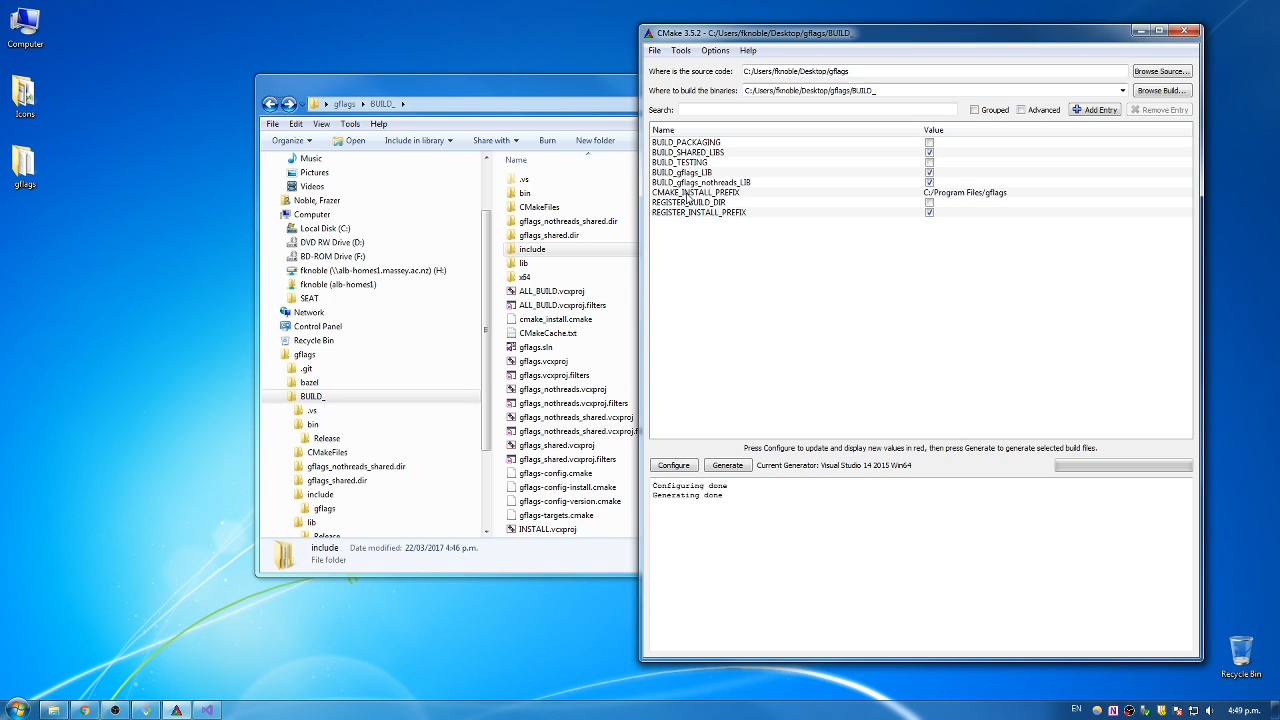 Computer
Icons
gflags
gflags
BUILD_
File Edit View Tools Help
Organize Open Include in library Share with Burn New folder
Music
Pictures
Videos
Noble, Frazer
Computer
Local Disk (C:)
DVD RW Drive (D:)
BD-ROM Drive (F:)
fknoble (\\alb-homes1.massey.ac.nz) (H:)
fknoble (alb-homes1)
SEAT
Network
Control Panel
Recycle Bin
gflags
.git
bazel
BUILD_
.vs
bin
Release
CMakeFiles
gflags_nothreads_shared.dir
gflags_shared.dir
include
gflags
lib
Release
Name
.vs
bin
CMakeFiles
gflags_nothreads_shared.dir
gflags_shared.dir
include
lib
x64
ALL_BUILD.vcxproj
ALL_BUILD.vcxproj.filters
cmake_install.cmake
CMakeCache.txt
gflags.sln
gflags.vcxproj
gflags.vcxproj.filters
gflags_nothreads.vcxproj
gflags_nothreads.vcxproj.filters
gflags_nothreads_shared.vcxproj
gflags_nothreads_shared.vcxproj.fi
gflags_shared.vcxproj
gflags_shared.vcxproj.filters
gflags-config.cmake
gflags-config-install.cmake
gflags-config-version.cmake
gflags-targets.cmake
INSTALL.vcxproj
include Date modified: 22/03/2017 4:46 p.m.
File folder
CMake 3.5.2 - C:/Users/fknoble/Desktop/gflags/BUILD_
File Tools Options Help
Where is the source code: C:/Users/fknoble/Desktop/gflags Browse Source...
Where to build the binaries: C:/Users/fknoble/Desktop/gflags/BUILD_ Browse Build...
Search: Grouped Advanced Add Entry Remove Entry
Name Value
BUILD_PACKAGING
BUILD_SHARED_LIBS
BUILD_TESTING
BUILD_gflags_LIB
BUILD_gflags_nothreads_LIB
CMAKE_INSTALL_PREFIX C:/Program Files/gflags
REGISTER_BUILD_DIR
REGISTER_INSTALL_PREFIX
Press Configure to update and display new values in red, then press Generate to generate selected build files.
Configure Generate Current Generator: Visual Studio 14 2015 Win64
Configuring done
Generating done
Recycle Bin
EN 4:49 p.m.